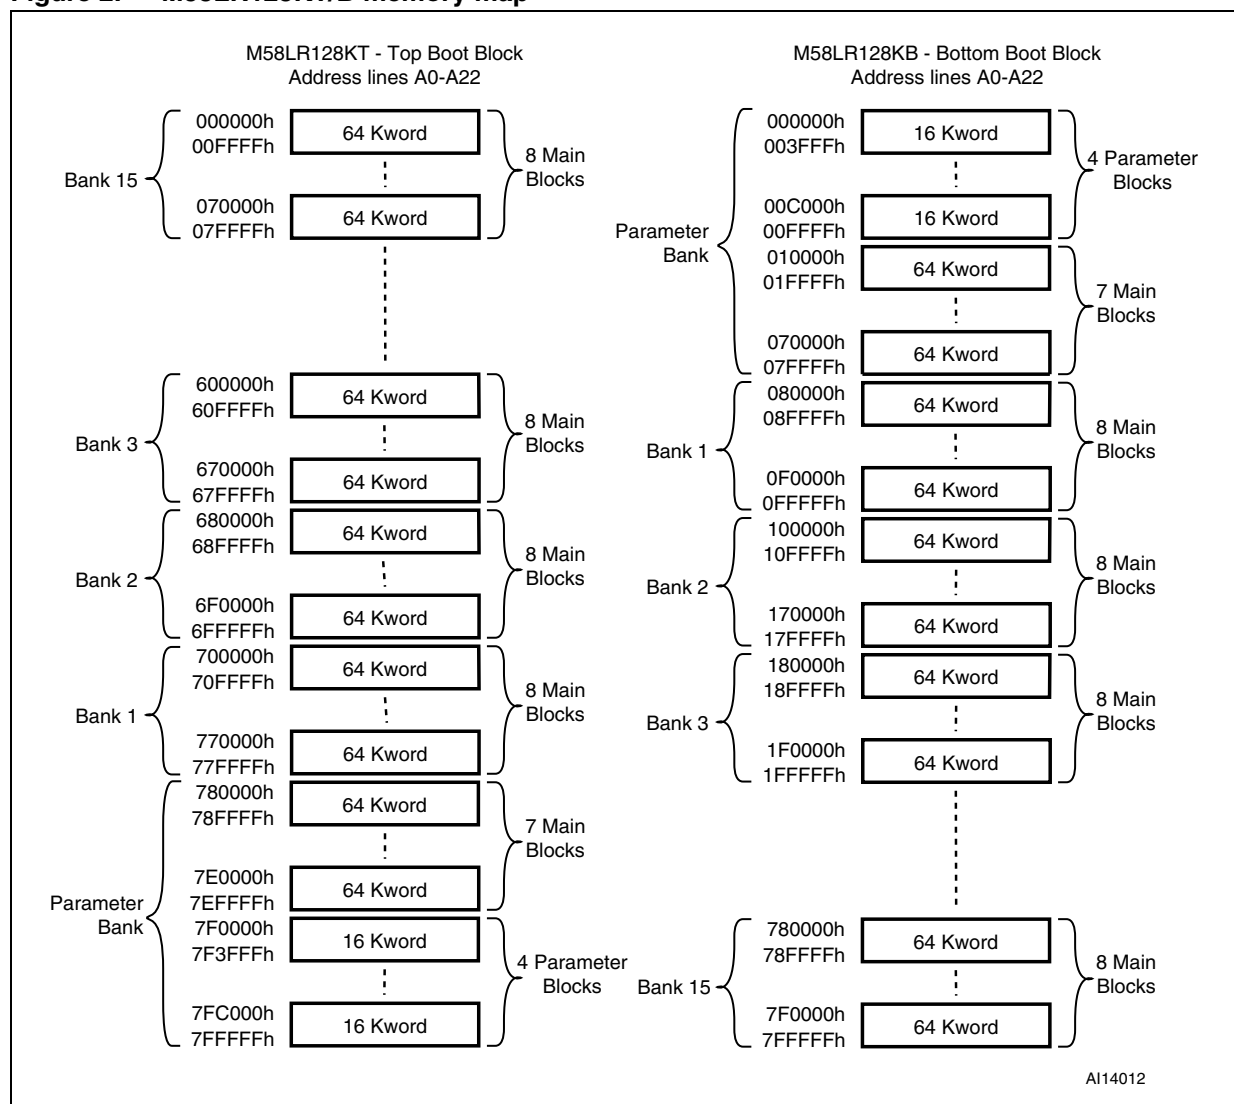 M58LR128KT - Top Boot Block
Address lines A0-A22
000000h
00FFFFh
64 Kword
Bank 15
8 Main
Blocks
070000h
07FFFFh
64 Kword
600000h
60FFFFh
64 Kword
Bank 3
8 Main
Blocks
670000h
67FFFFh
64 Kword
680000h
68FFFFh
64 Kword
Bank 2
8 Main
Blocks
6F0000h
6FFFFFh
64 Kword
700000h
70FFFFh
64 Kword
Bank 1
8 Main
Blocks
770000h
77FFFFh
64 Kword
780000h
78FFFFh
64 Kword
7 Main
Blocks
7E0000h
7EFFFFh
64 Kword
Parameter
Bank
7F0000h
7F3FFFh
16 Kword
4 Parameter
Blocks
7FC000h
7FFFFFh
16 Kword
M58LR128KB - Bottom Boot Block
Address lines A0-A22
000000h
003FFFh
16 Kword
4 Parameter
Blocks
00C000h
00FFFFh
16 Kword
Parameter
Bank
010000h
01FFFFh
64 Kword
7 Main
Blocks
070000h
07FFFFh
64 Kword
080000h
08FFFFh
64 Kword
Bank 1
8 Main
Blocks
0F0000h
0FFFFFh
64 Kword
100000h
10FFFFh
64 Kword
Bank 2
8 Main
Blocks
170000h
17FFFFh
64 Kword
180000h
18FFFFh
64 Kword
Bank 3
8 Main
Blocks
1F0000h
1FFFFFh
64 Kword
780000h
78FFFFh
64 Kword
Bank 15
8 Main
Blocks
7F0000h
7FFFFFh
64 Kword
AI14012